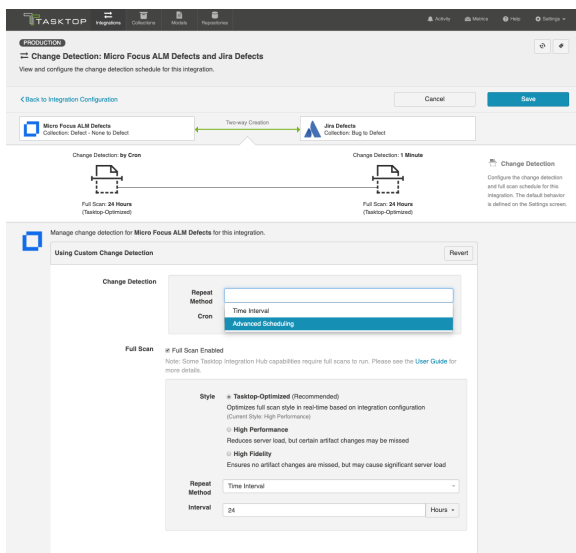 TASKTOP
Integrations
Collections
Models
Repositories
Activity
Metrics
Help
Settings
PRODUCTION
Change Detection: Micro Focus ALM Defects and Jira Defects
View and configure the change detection schedule for this integration.
Back to Integration Configuration
Cancel
Save
Micro Focus ALM Defects
Collection: Defect - None to Defect
Two-way Creation
Jira Defects
Collection: Bug to Defect
Change Detection: by Cron
Full Scan: 24 Hours
(Tasktop-Optimized)
Change Detection: 1 Minute
Full Scan: 24 Hours
(Tasktop-Optimized)
Change Detection
Configure the change detection
and full scan schedule for this
integration. The default behavior
is defined on the Settings screen.
Manage change detection for Micro Focus ALM Defects for this integration.
Using Custom Change Detection
Revert
Change Detection
Repeat
Method
Time Interval
Cron
Advanced Scheduling
Full Scan
Full Scan Enabled
Note: Some Tasktop Integration Hub capabilities require full scans to run. Please see the User Guide for
more details.
Style
Tasktop-Optimized (Recommended)
Optimizes full scan style in real-time based on integration configuration
(Current Style: High Performance)
High Performance
Reduces server load, but certain artifact changes may be missed
High Fidelity
Ensures no artifact changes are missed, but may cause significant server load
Repeat
Method
Time Interval
Interval
24
Hours